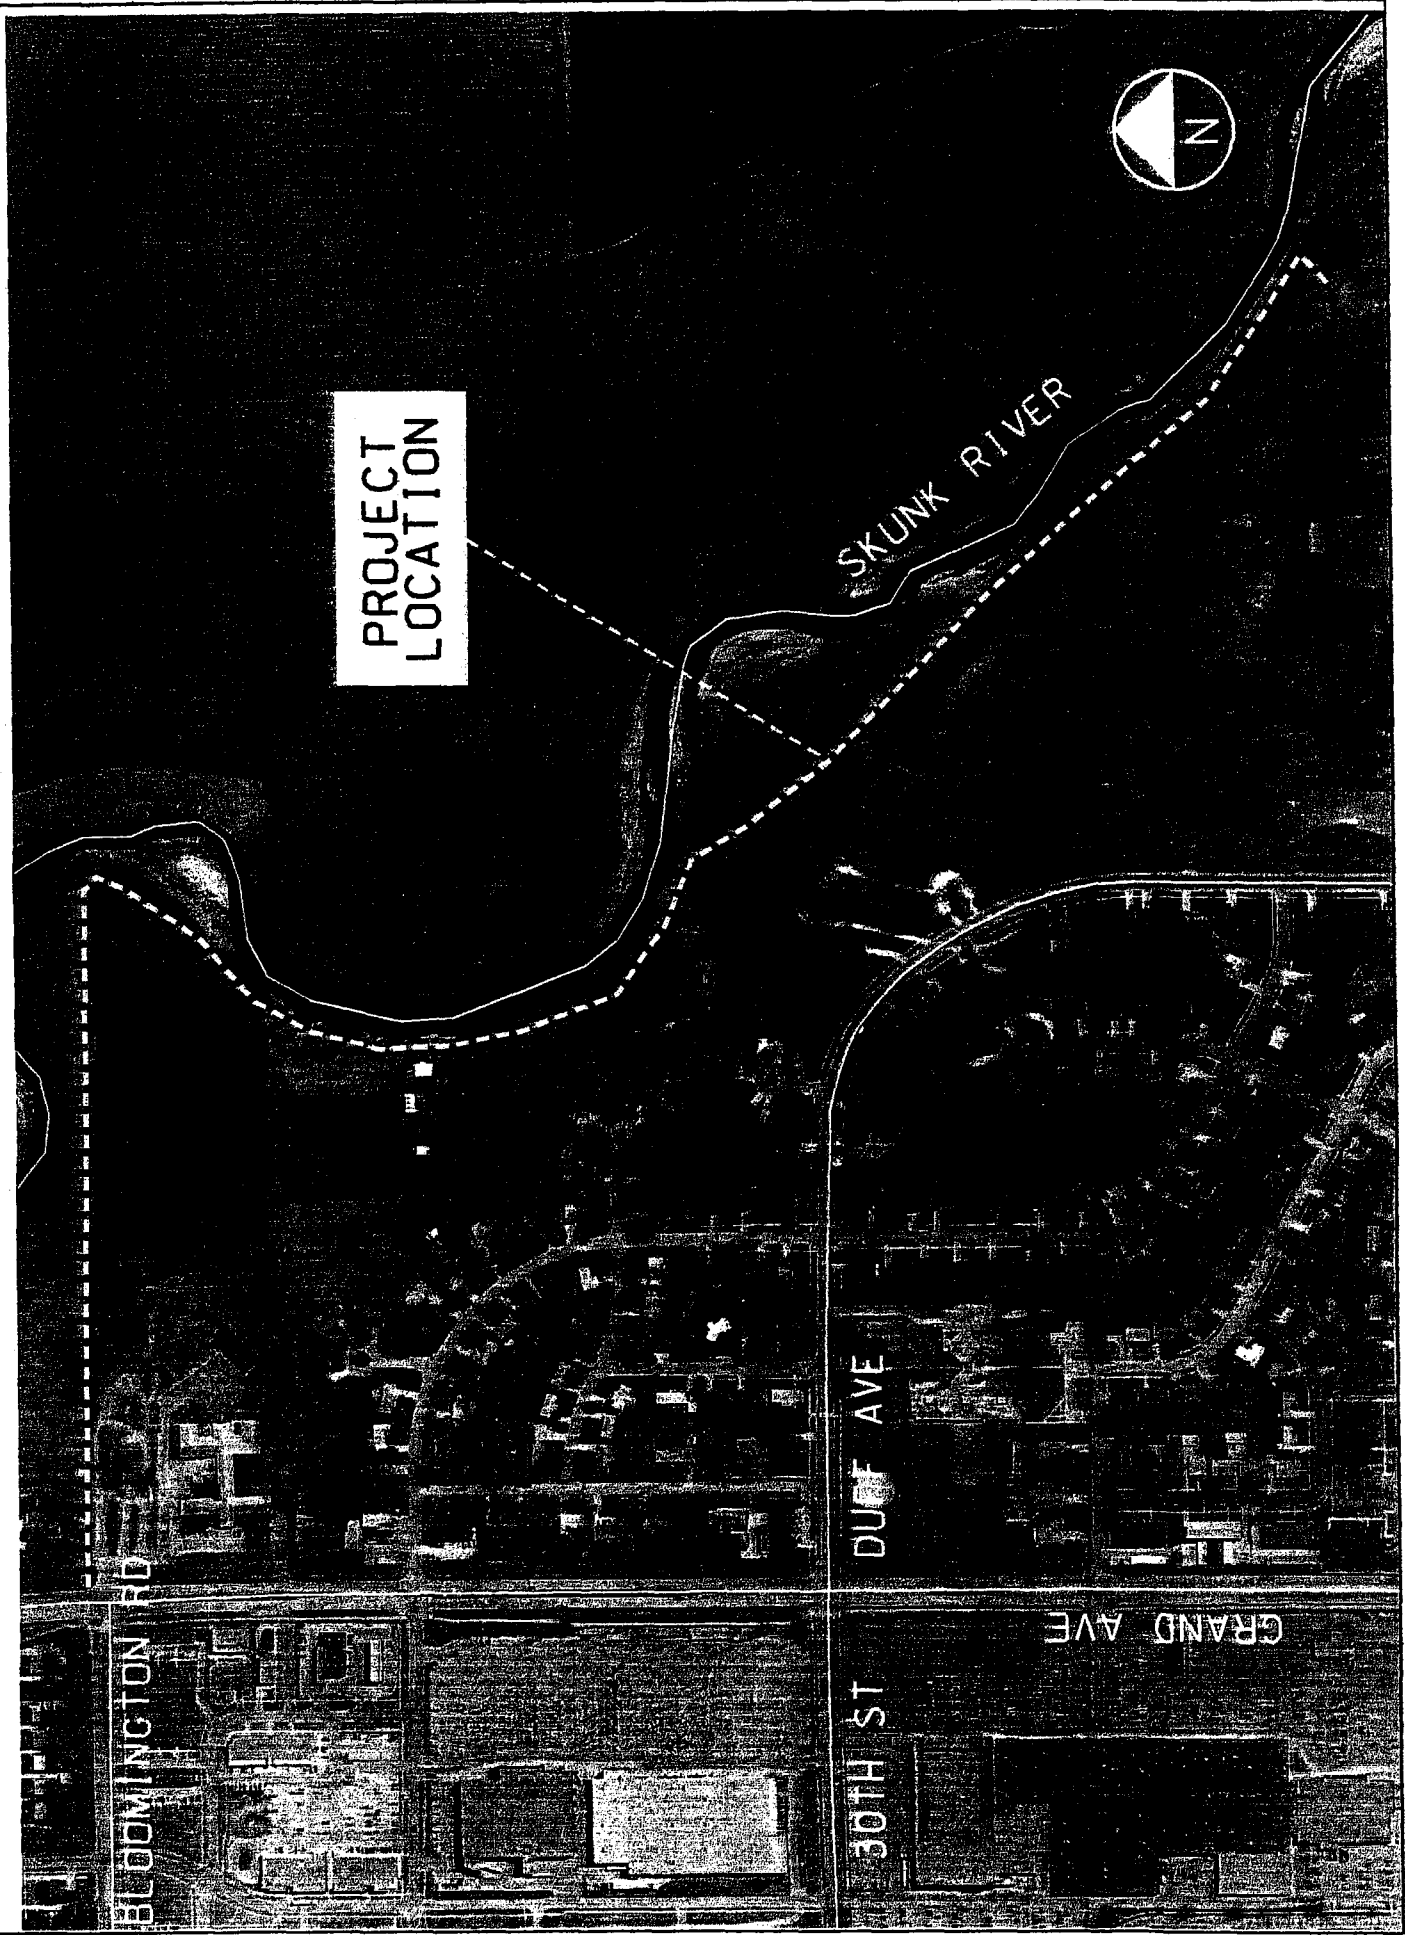 PROJECT
LOCATION
N
SKUNK RIVER
BLOOMINGTON RD
30TH ST
DUFF AVE
GRAND AVE